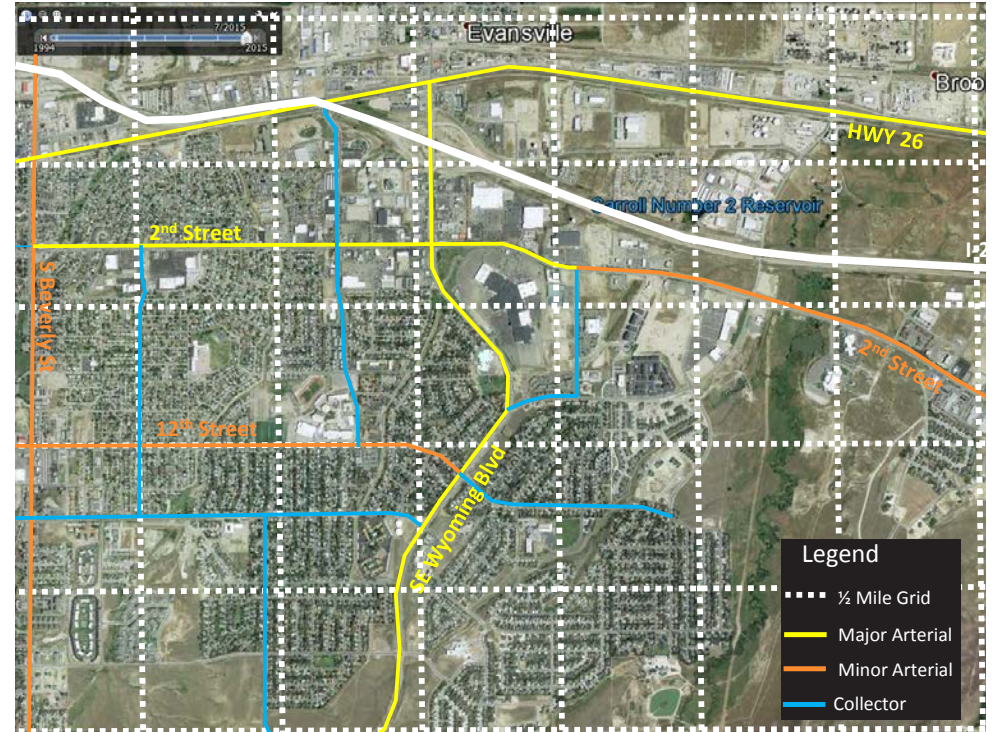 7/2015
1994
2015
Evansville
Broo
HWY 26
Carroll Number 2 Reservoir
2nd Street
I-2
S Beverly St
2nd Street
12th Street
SE Wyoming Blvd
Legend
½ Mile Grid
Major Arterial
Minor Arterial
Collector